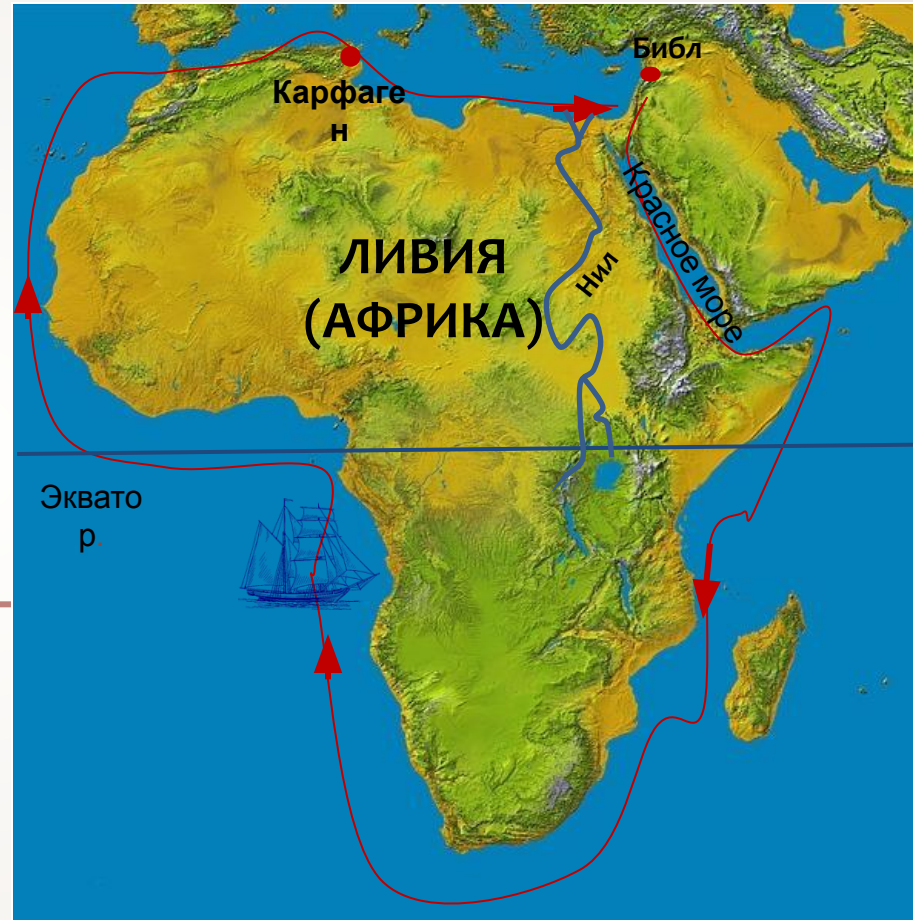 Библ
Карфаге
н
Красное море
ЛИВИЯ
(АФРИКА)
Нил
Эквато
р.